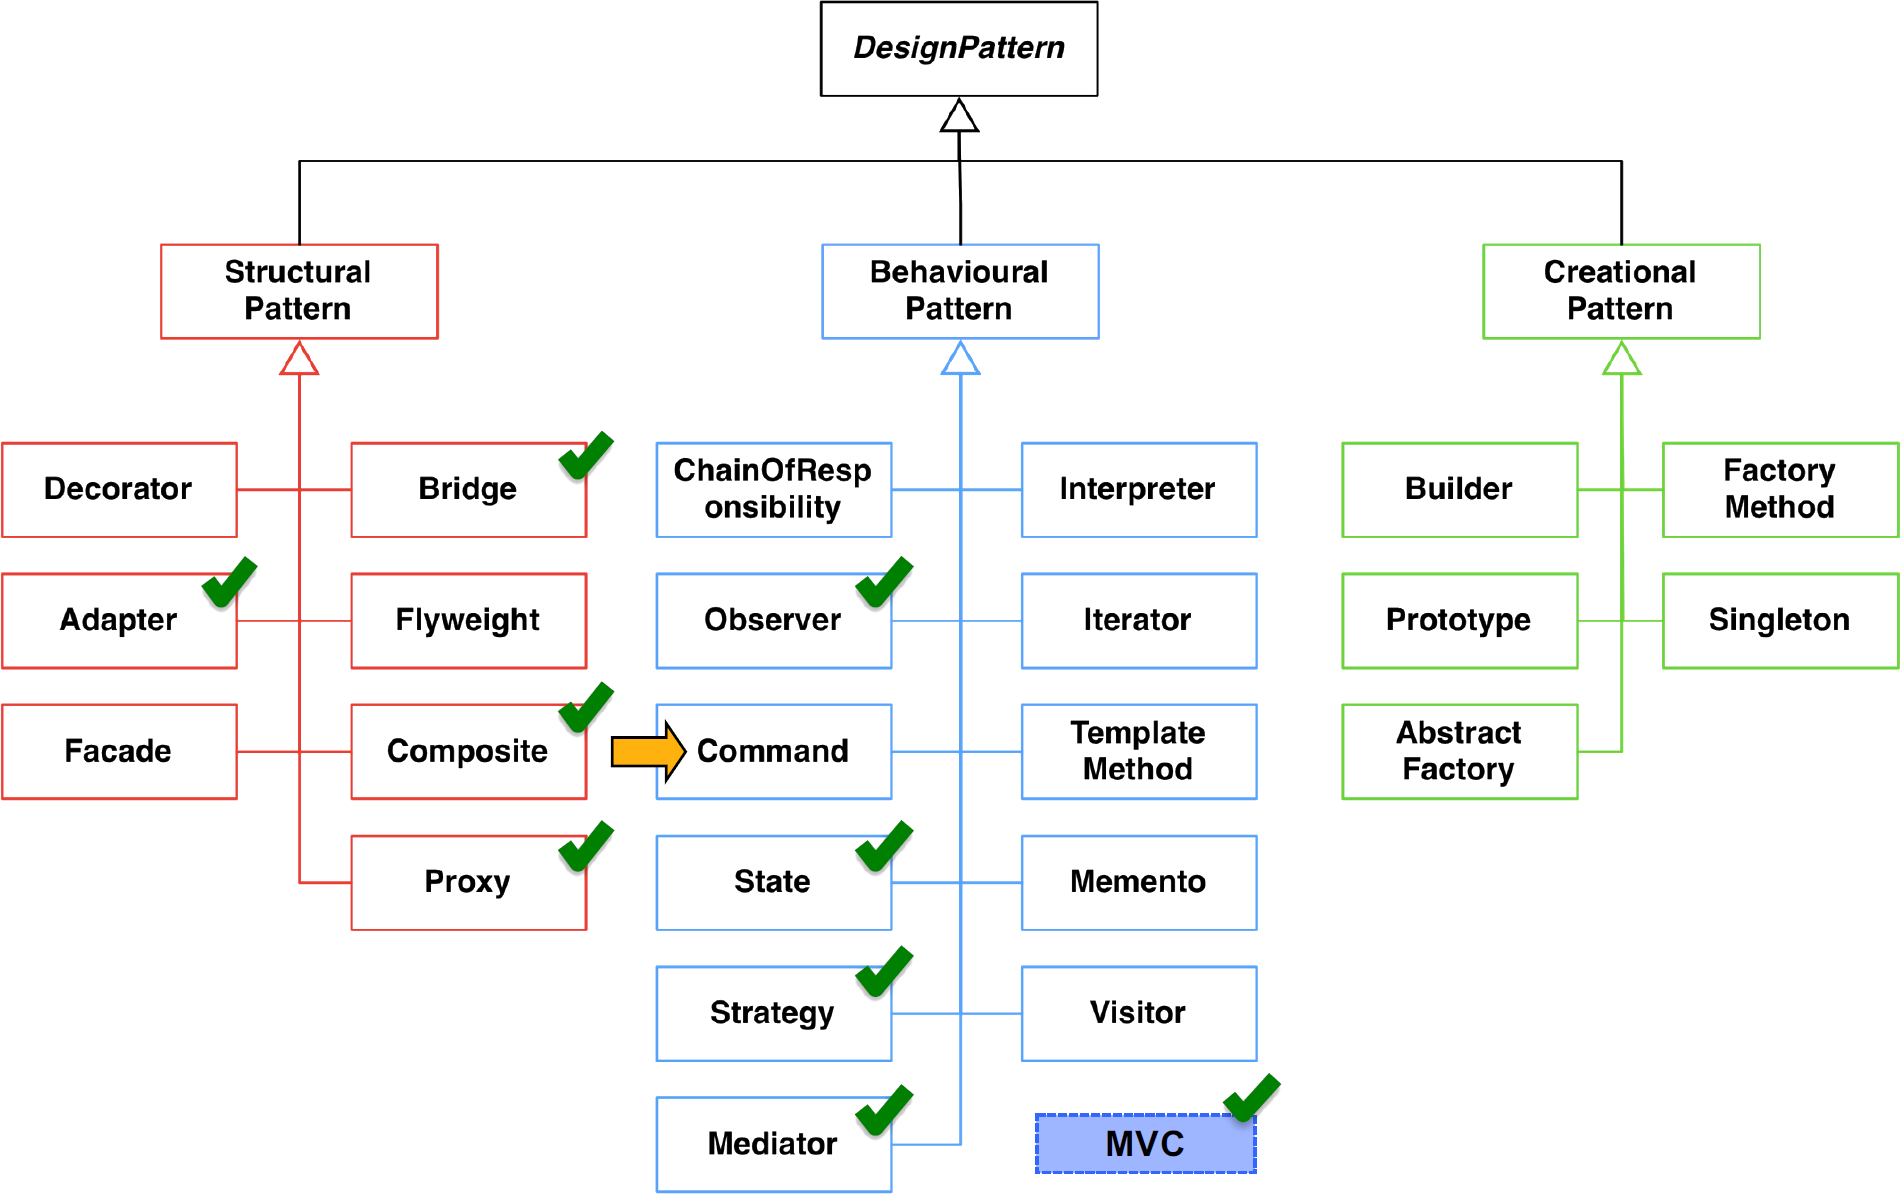 DesignPattern
Structural
Pattern
Behavioural
Pattern
Creational
Pattern
Decorator
Bridge
ChainOfResp
onsibility
Interpreter
Builder
Factory
Method
Adapter
Flyweight
Observer
Iterator
Prototype
Singleton
Facade
Composite
Command
Template
Method
Abstract
Factory
Proxy
State
Memento
Strategy
Visitor
Mediator
MVC